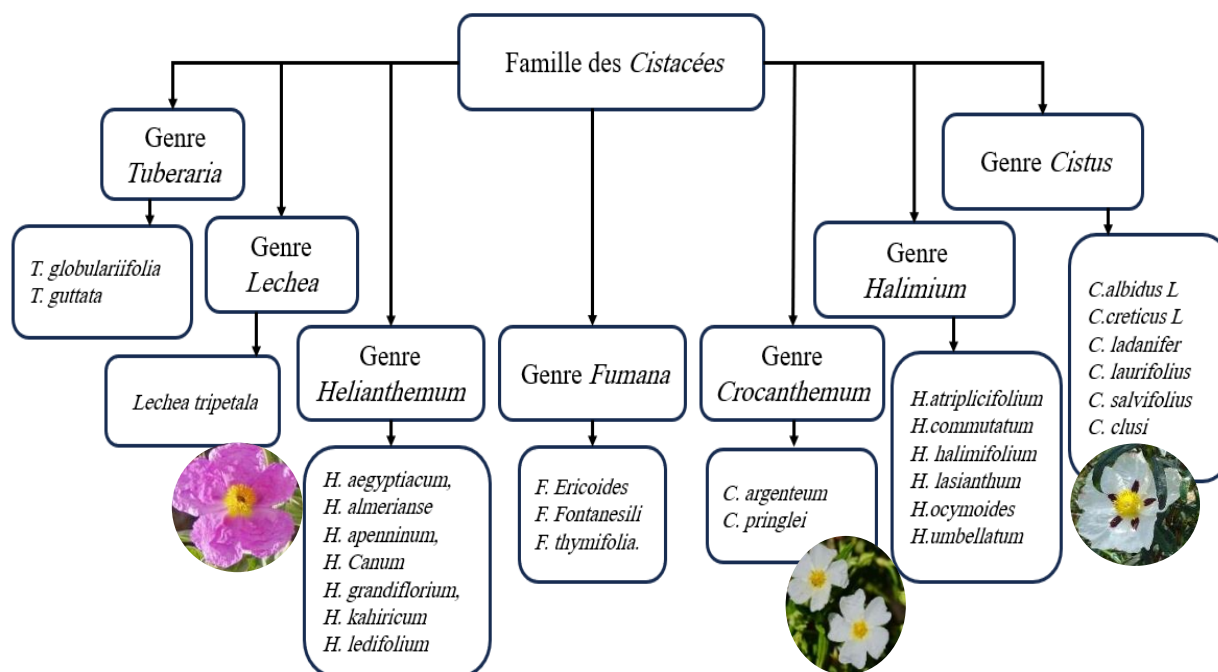 Famille des Cistacées
Genre
Tuberaria
T. globulariifolia
T. guttata
Genre
Lechea
Lechea tripetala
Genre
Helianthemum
H. aegyptiacum,
H. almerianse
H. apenninum,
H. Canum
H. grandiflorium,
H. kahiricum
H. ledifolium
Genre Fumana
F. Ericoides
F. Fontanesili
F. thymifolia.
Genre
Crocanthemum
C. argenteum
C. pringlei
Genre
Halimium
H.atriplicifolium
H.commutatum
H. halimifolium
H. lasianthum
H.ocymoides
H.umbellatum
Genre Cistus
C.albidus L
C.creticus L
C. ladanifer
C. laurifolius
C. salvifolius
C. clusi